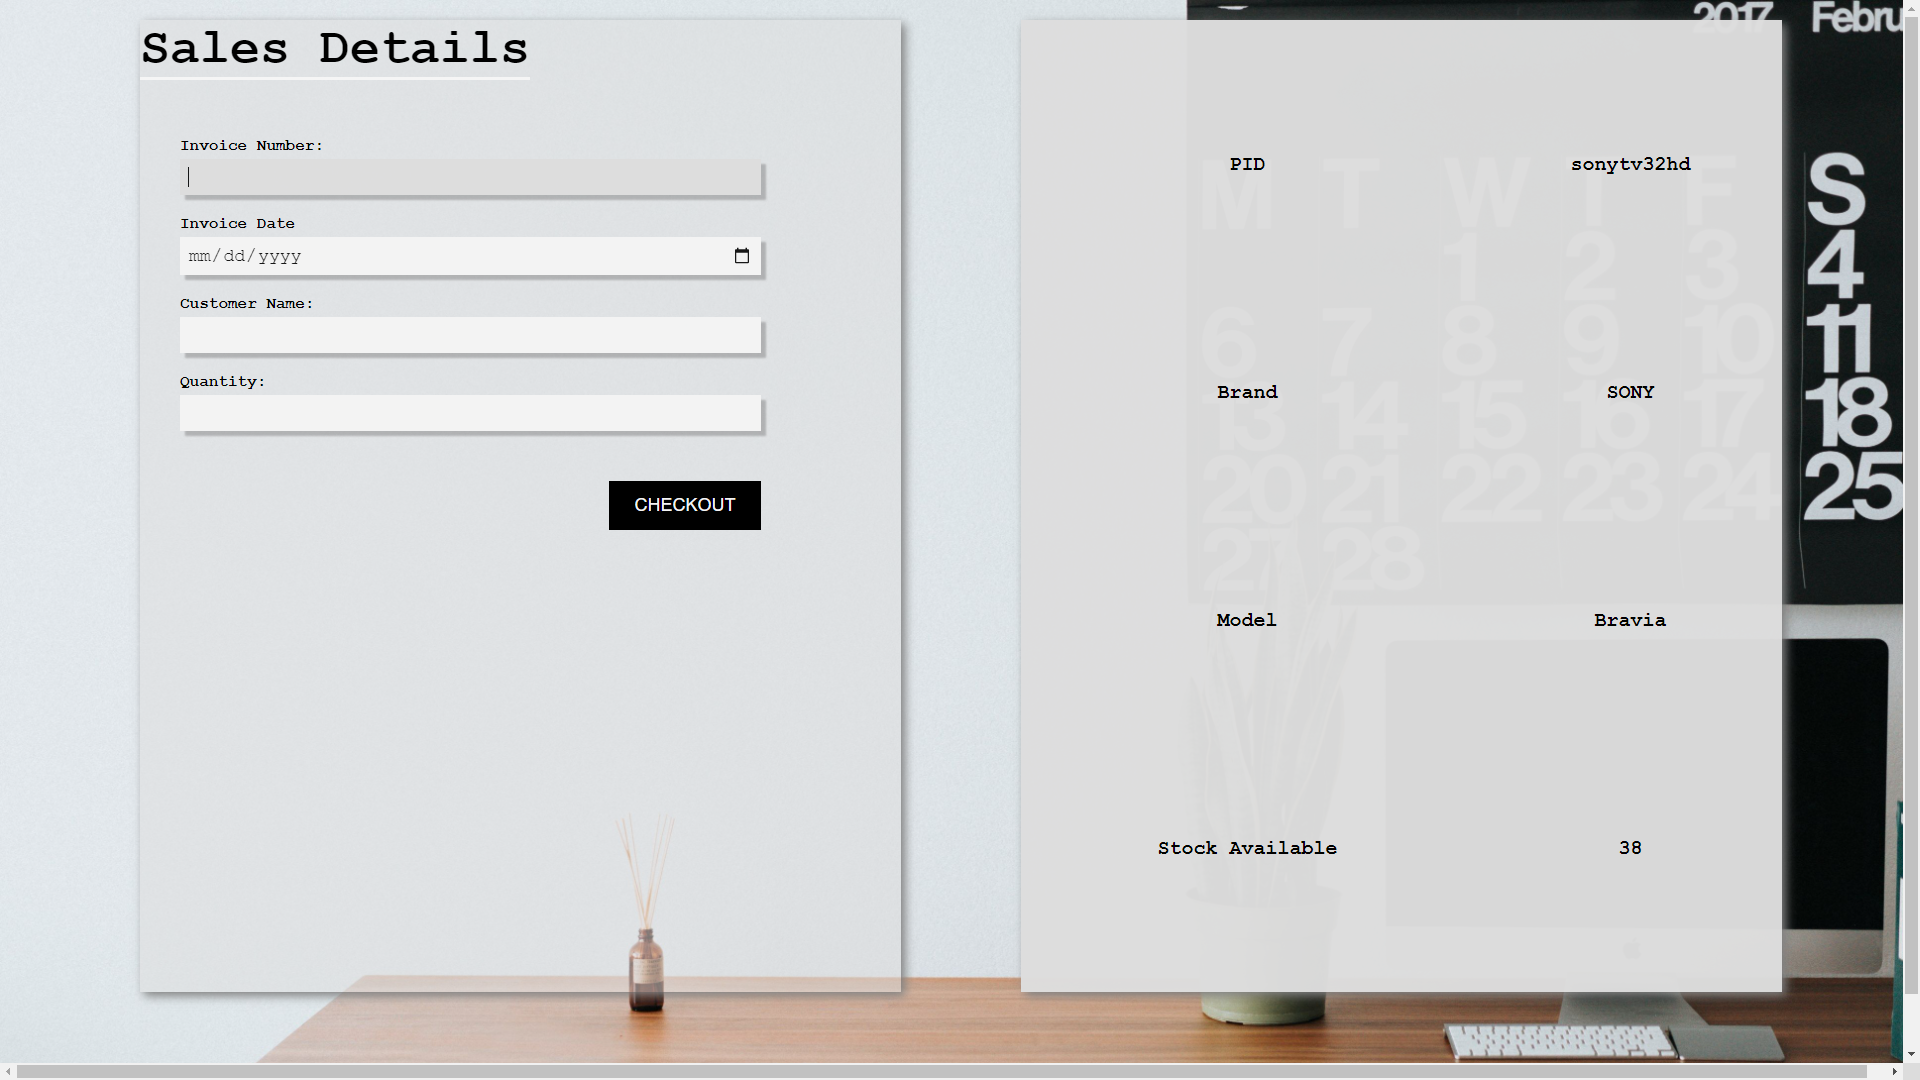 Sales Details
Invoice Number:
Invoice Date
mm/dd/yyyy
Customer Name:
Quantity:
CHECKOUT
PID sonytv32hd
Brand SONY
Model Bravia
Stock Available 38
2017 Febru
M T W T F S
1 2 3 4
6 7 8 9 10 11
13 14 15 16 17 18
20 21 22 23 24 25
27 28